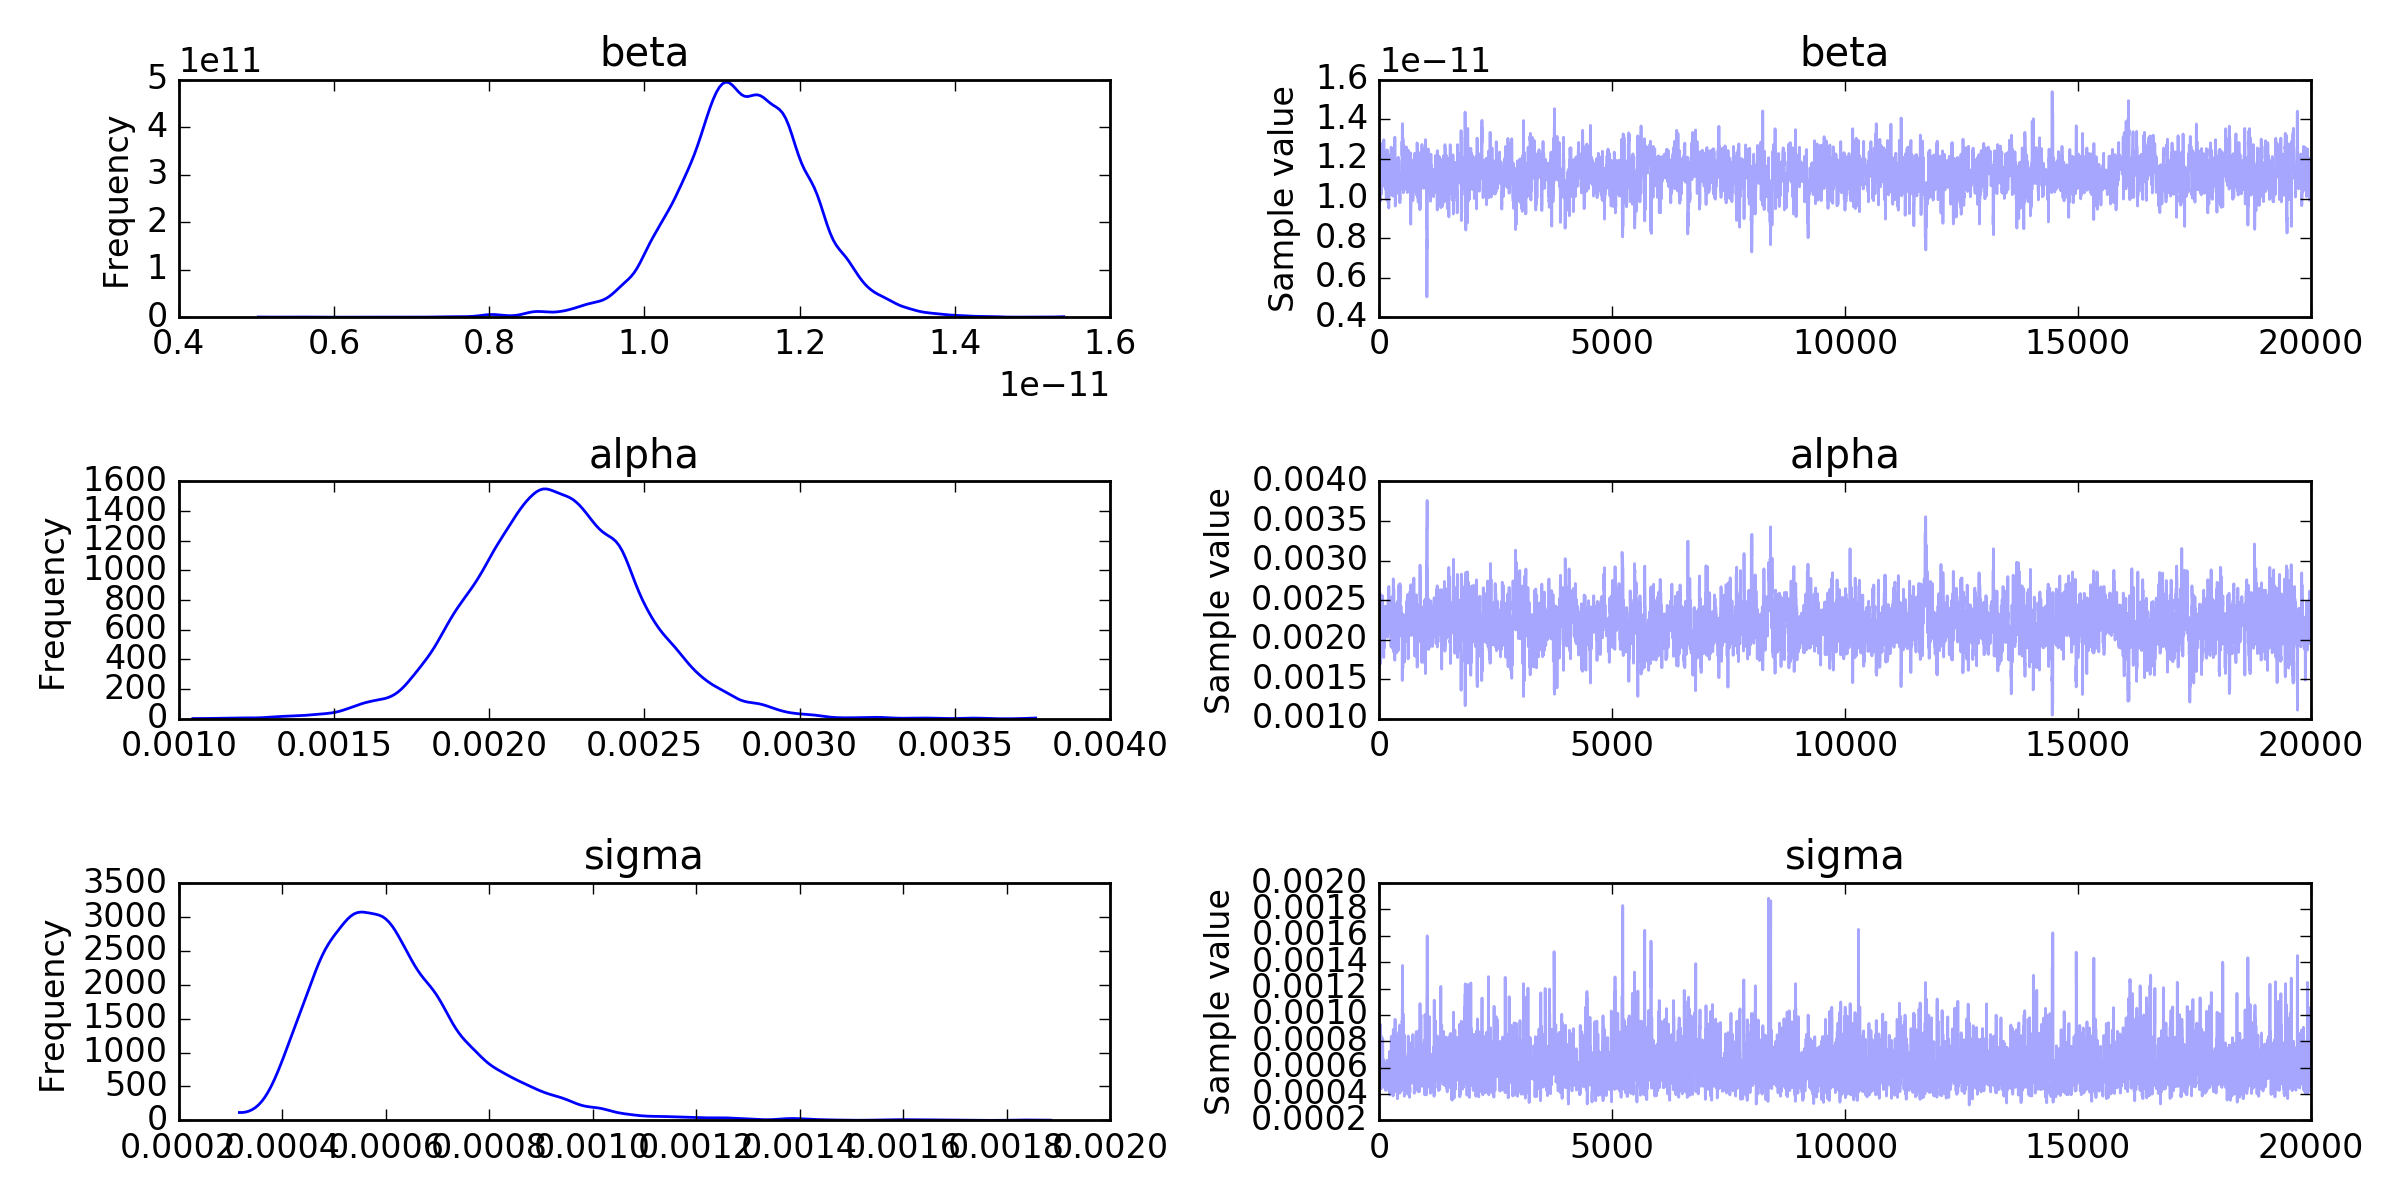 beta
1e11
5
4
3
2
1
0
Frequency
0.4 0.6 0.8 1.0 1.2 1.4 1.6
1e−11
beta
1e−11
1.6
1.4
1.2
1.0
0.8
0.6
0.4
Sample value
0 5000 10000 15000 20000
alpha
1600
1400
1200
1000
800
600
400
200
0
Frequency
0.0010 0.0015 0.0020 0.0025 0.0030 0.0035 0.0040
alpha
0.0040
0.0035
0.0030
0.0025
0.0020
0.0015
0.0010
Sample value
0 5000 10000 15000 20000
sigma
3500
3000
2500
2000
1500
1000
500
0
Frequency
0.0002 0.0004 0.0006 0.0008 0.0010 0.0012 0.0014 0.0016 0.0018 0.0020
sigma
0.0020
0.0018
0.0016
0.0014
0.0012
0.0010
0.0008
0.0006
0.0004
0.0002
Sample value
0 5000 10000 15000 20000